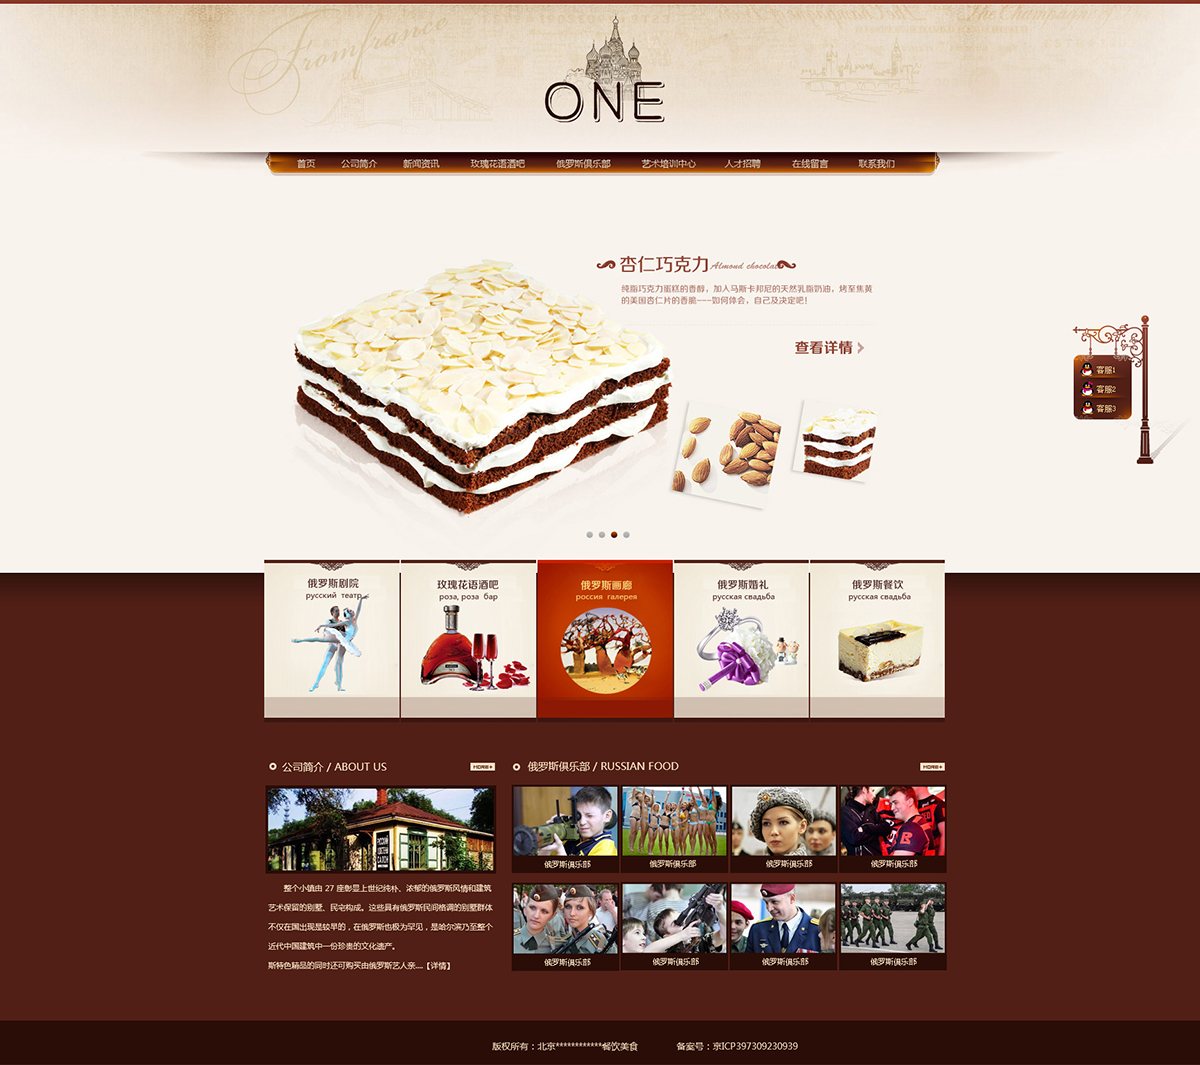 Fromfrance
The Champagne
ONE
首页 公司简介 新闻资讯 玫瑰花语酒吧 俄罗斯俱乐部 艺术培训中心 人才招聘 在线留言 联系我们
杏仁巧克力 Almond chocolat
纯脂巧克力蛋糕的香醇，加入马斯卡邦尼的天然乳脂奶油，烤至焦黄
的美国杏仁片的香脆---如何体会，自己及决定吧！
查看详情
客服1
客服2
客服3
俄罗斯剧院
русский театр
玫瑰花语酒吧
роза, роза бар
俄罗斯画廊
россия галерея
俄罗斯婚礼
русская свадьба
俄罗斯餐饮
русская свадьба
公司简介 / ABOUT US
MORE+
俄罗斯俱乐部 / RUSSIAN FOOD
MORE+
整个小镇由 27 座彰显上世纪纯朴、浓郁的俄罗斯风情和建筑
艺术保留的别墅、民宅构成。这些具有俄罗斯民间格调的别墅群体
不仅在国出现是较早的，在俄罗斯也极为罕见，是哈尔滨乃至整个
近代中国建筑中一份珍贵的文化遗产。
斯特色精品的同时还可购买由俄罗斯艺人亲....【详情】
俄罗斯俱乐部 俄罗斯俱乐部 俄罗斯俱乐部 俄罗斯俱乐部
俄罗斯俱乐部 俄罗斯俱乐部 俄罗斯俱乐部 俄罗斯俱乐部
版权所有：北京************餐饮美食 备案号：京ICP397309230939